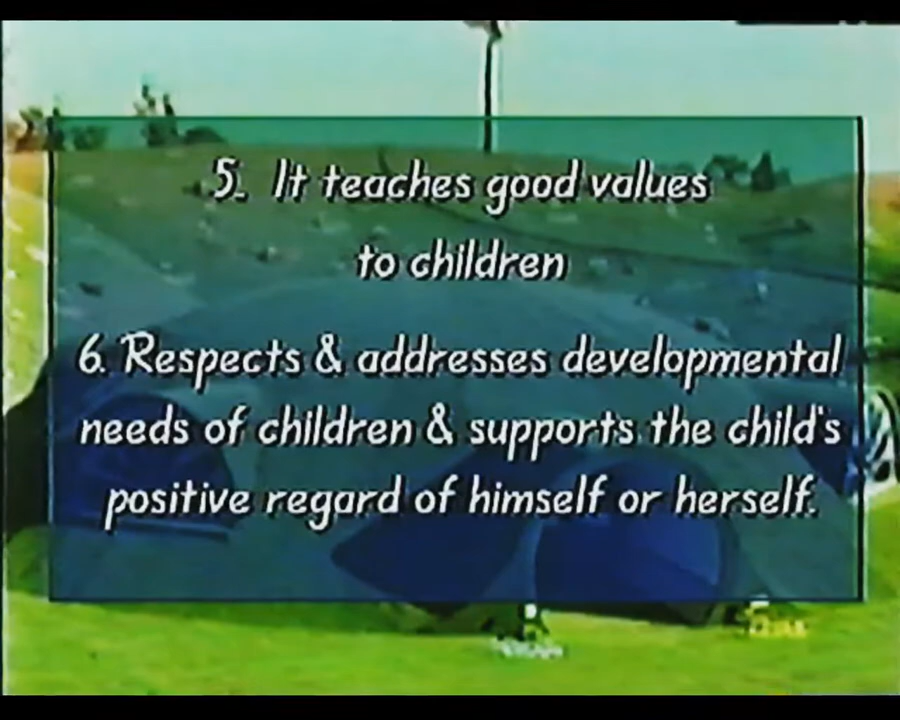 5. It teaches good values
to children
6. Respects & addresses developmental
needs of children & supports the child's
positive regard of himself or herself.